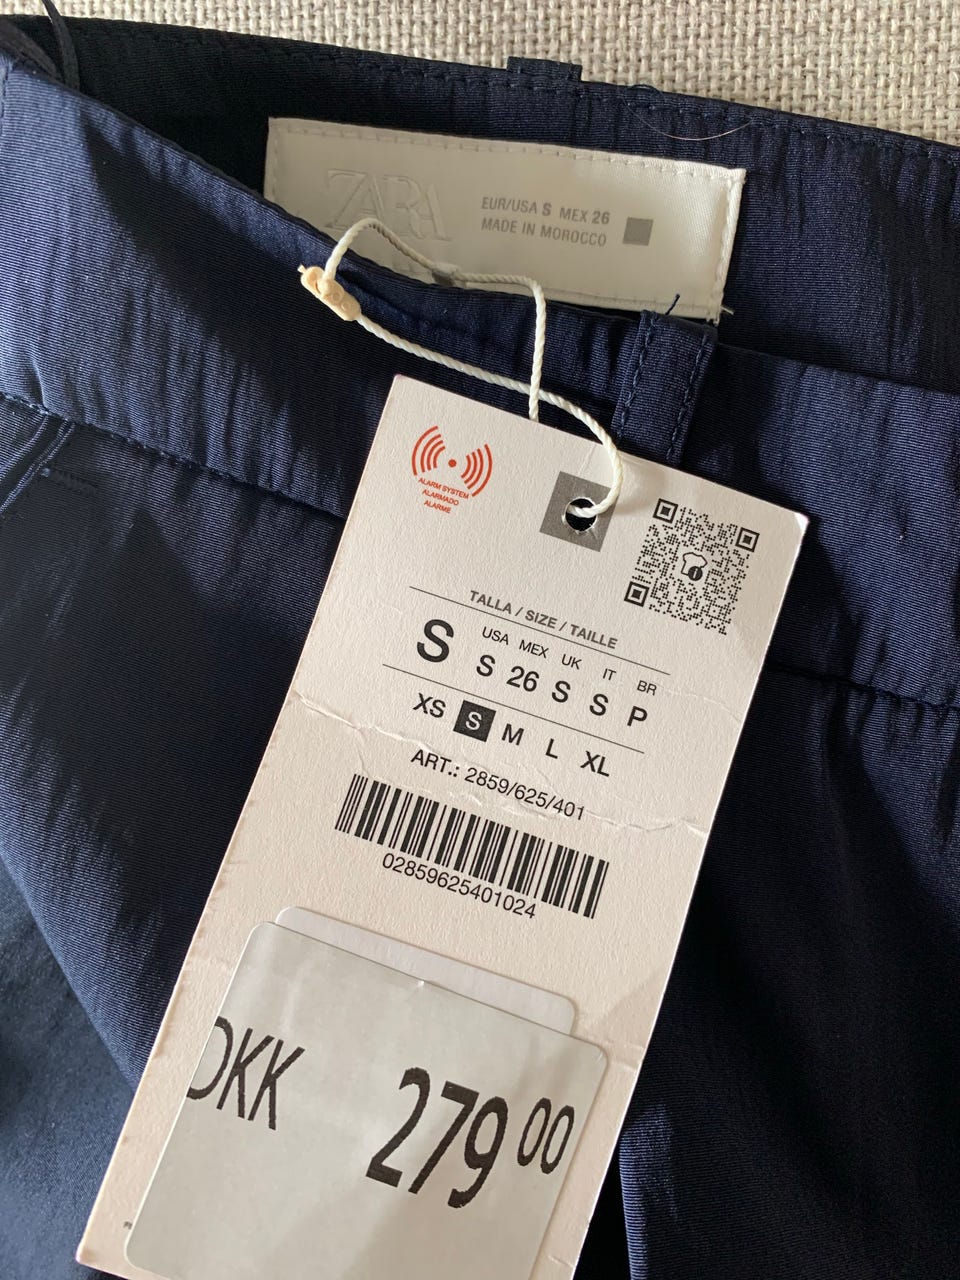 ZARA
EUR/USA S MEX 26
MADE IN MOROCCO
ALARM SYSTEM
ALARMADO
ALARME
TALLA / SIZE / TAILLE
USA MEX UK IT BR
S S 26 S S P
XS S M L XL
ART.: 2859/625/401
02859625401024
DKK 279 00